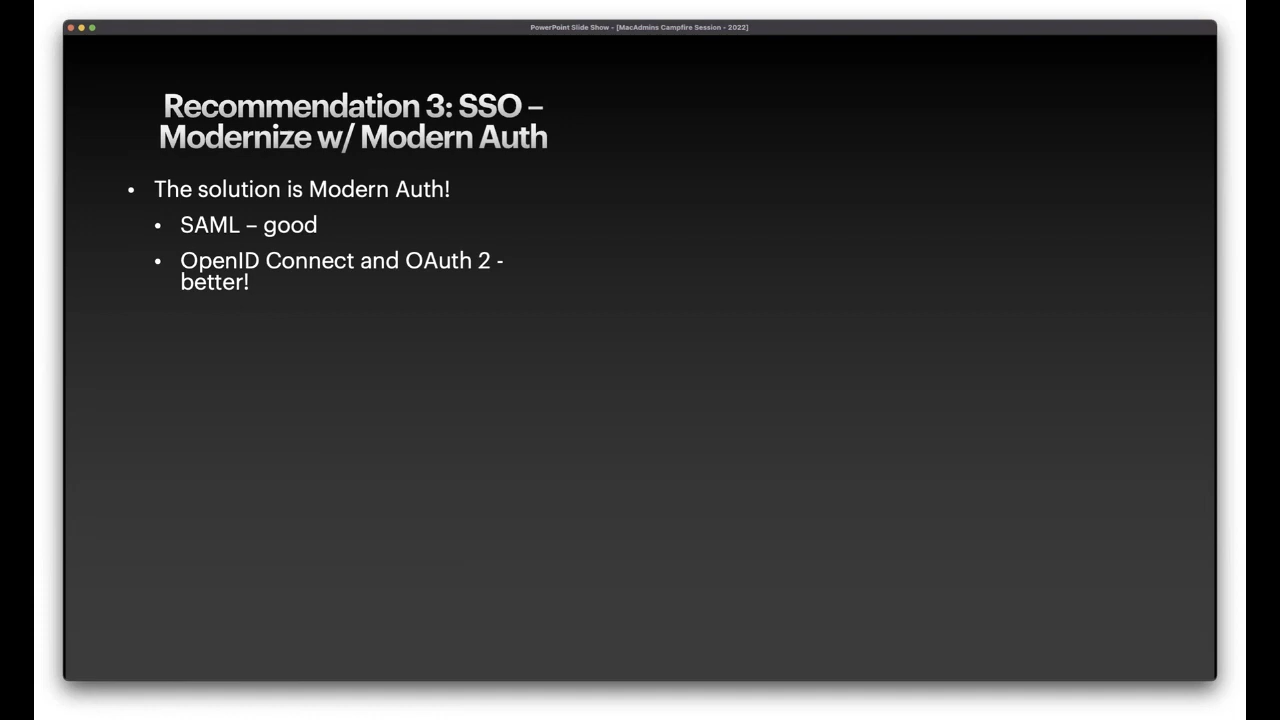 PowerPoint Slide Show - [MacAdmins Campfire Session - 2022]
Recommendation 3: SSO –
Modernize w/ Modern Auth
• The solution is Modern Auth!
• SAML – good
• OpenID Connect and OAuth 2 -
better!